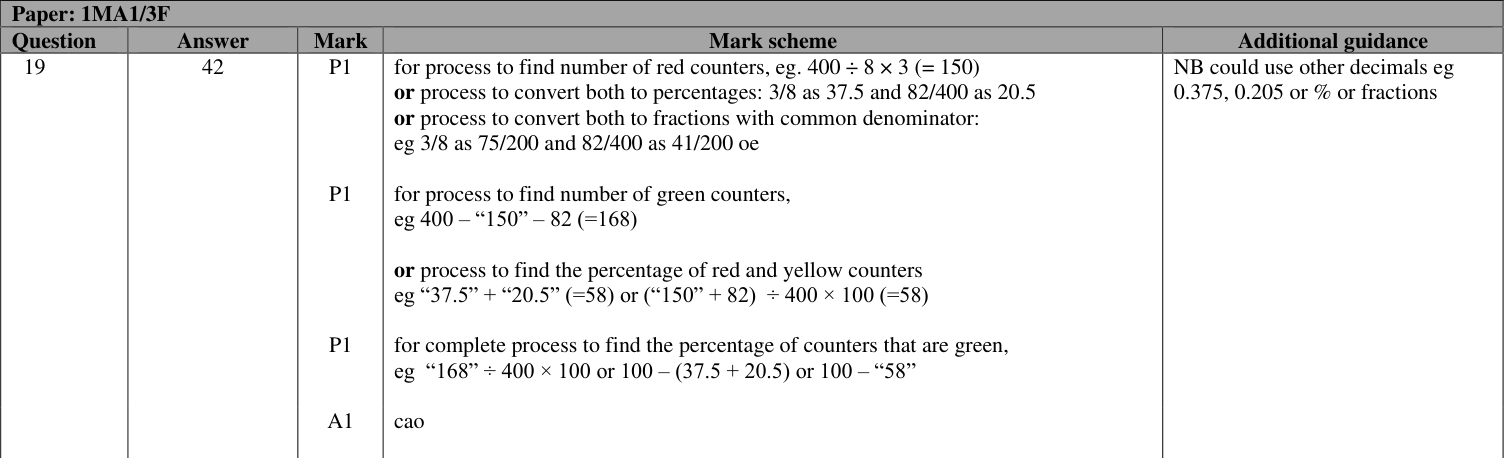 Paper: 1MA1/3F
Question Answer Mark Mark scheme Additional guidance
19 42 P1 for process to find number of red counters, eg. 400 ÷ 8 × 3 (= 150) NB could use other decimals eg
or process to convert both to percentages: 3/8 as 37.5 and 82/400 as 20.5 0.375, 0.205 or % or fractions
or process to convert both to fractions with common denominator:
eg 3/8 as 75/200 and 82/400 as 41/200 oe
P1 for process to find number of green counters,
eg 400 – “150” – 82 (=168)
or process to find the percentage of red and yellow counters
eg “37.5” + “20.5” (=58) or (“150” + 82) ÷ 400 × 100 (=58)
P1 for complete process to find the percentage of counters that are green,
eg “168” ÷ 400 × 100 or 100 – (37.5 + 20.5) or 100 – “58”
A1 cao